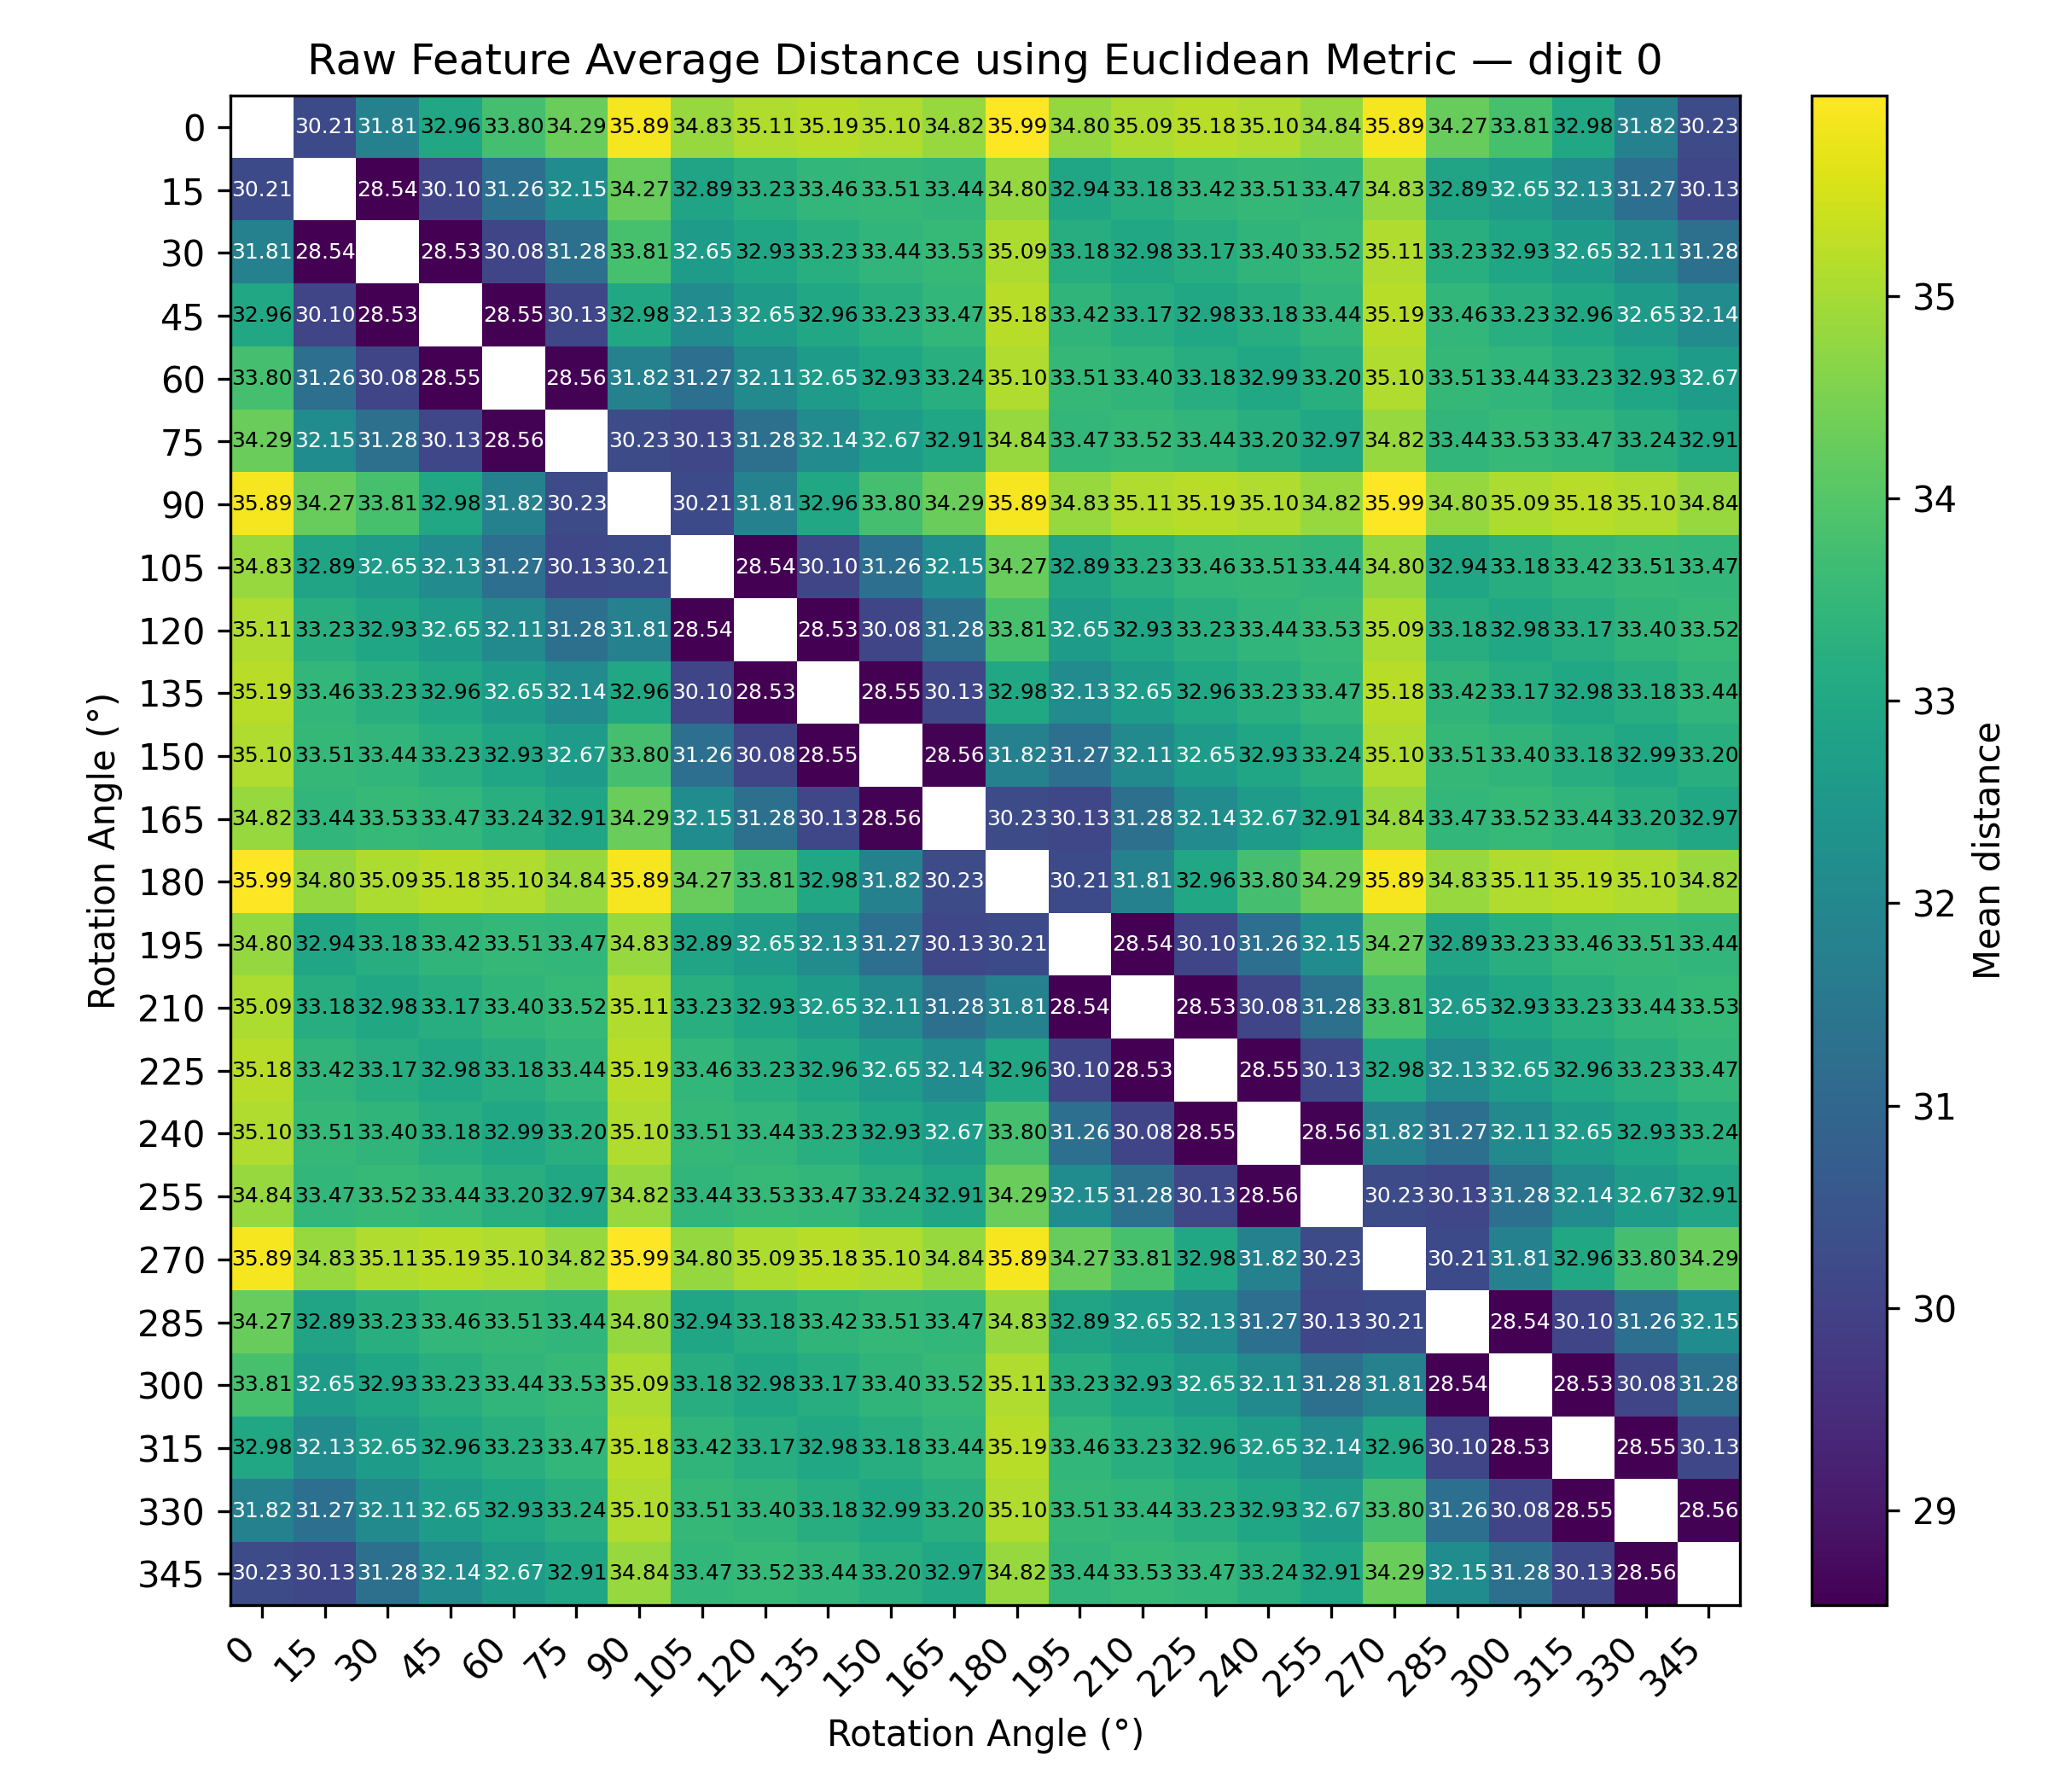 Raw Feature Average Distance using Euclidean Metric — digit 0
0 30.21 31.81 32.96 33.80 34.29 35.89 34.83 35.11 35.19 35.10 34.82 35.99 34.80 35.09 35.18 35.10 34.84 35.89 34.27 33.81 32.98 31.82 30.23
15 30.21 28.54 30.10 31.26 32.15 34.27 32.89 33.23 33.46 33.51 33.44 34.80 32.94 33.18 33.42 33.51 33.47 34.83 32.89 32.65 32.13 31.27 30.13
30 31.81 28.54 28.53 30.08 31.28 33.81 32.65 32.93 33.23 33.44 33.53 35.09 33.18 32.98 33.17 33.40 33.52 35.11 33.23 32.93 32.65 32.11 31.28
45 32.96 30.10 28.53 28.55 30.13 32.98 32.13 32.65 32.96 33.23 33.47 35.18 33.42 33.17 32.98 33.18 33.44 35.19 33.46 33.23 32.96 32.65 32.14
60 33.80 31.26 30.08 28.55 28.56 31.82 31.27 32.11 32.65 32.93 33.24 35.10 33.51 33.40 33.18 32.99 33.20 35.10 33.51 33.44 33.23 32.93 32.67
75 34.29 32.15 31.28 30.13 28.56 30.23 30.13 31.28 32.14 32.67 32.91 34.84 33.47 33.52 33.44 33.20 32.97 34.82 33.44 33.53 33.47 33.24 32.91
90 35.89 34.27 33.81 32.98 31.82 30.23 30.21 31.81 32.96 33.80 34.29 35.89 34.83 35.11 35.19 35.10 34.82 35.99 34.80 35.09 35.18 35.10 34.84
105 34.83 32.89 32.65 32.13 31.27 30.13 30.21 28.54 30.10 31.26 32.15 34.27 32.89 33.23 33.46 33.51 33.44 34.80 32.94 33.18 33.42 33.51 33.47
120 35.11 33.23 32.93 32.65 32.11 31.28 31.81 28.54 28.53 30.08 31.28 33.81 32.65 32.93 33.23 33.44 33.53 35.09 33.18 32.98 33.17 33.40 33.52
135 35.19 33.46 33.23 32.96 32.65 32.14 32.96 30.10 28.53 28.55 30.13 32.98 32.13 32.65 32.96 33.23 33.47 35.18 33.42 33.17 32.98 33.18 33.44
150 35.10 33.51 33.44 33.23 32.93 32.67 33.80 31.26 30.08 28.55 28.56 31.82 31.27 32.11 32.65 32.93 33.24 35.10 33.51 33.40 33.18 32.99 33.20
165 34.82 33.44 33.53 33.47 33.24 32.91 34.29 32.15 31.28 30.13 28.56 30.23 30.13 31.28 32.14 32.67 32.91 34.84 33.47 33.52 33.44 33.20 32.97
180 35.99 34.80 35.09 35.18 35.10 34.84 35.89 34.27 33.81 32.98 31.82 30.23 30.21 31.81 32.96 33.80 34.29 35.89 34.83 35.11 35.19 35.10 34.82
195 34.80 32.94 33.18 33.42 33.51 33.47 34.83 32.89 32.65 32.13 31.27 30.13 30.21 28.54 30.10 31.26 32.15 34.27 32.89 33.23 33.46 33.51 33.44
210 35.09 33.18 32.98 33.17 33.40 33.52 35.11 33.23 32.93 32.65 32.11 31.28 31.81 28.54 28.53 30.08 31.28 33.81 32.65 32.93 33.23 33.44 33.53
225 35.18 33.42 33.17 32.98 33.18 33.44 35.19 33.46 33.23 32.96 32.65 32.14 32.96 30.10 28.53 28.55 30.13 32.98 32.13 32.65 32.96 33.23 33.47
240 35.10 33.51 33.40 33.18 32.99 33.20 35.10 33.51 33.44 33.23 32.93 32.67 33.80 31.26 30.08 28.55 28.56 31.82 31.27 32.11 32.65 32.93 33.24
255 34.84 33.47 33.52 33.44 33.20 32.97 34.82 33.44 33.53 33.47 33.24 32.91 34.29 32.15 31.28 30.13 28.56 30.23 30.13 31.28 32.14 32.67 32.91
270 35.89 34.83 35.11 35.19 35.10 34.82 35.99 34.80 35.09 35.18 35.10 34.84 35.89 34.27 33.81 32.98 31.82 30.23 30.21 31.81 32.96 33.80 34.29
285 34.27 32.89 33.23 33.46 33.51 33.44 34.80 32.94 33.18 33.42 33.51 33.47 34.83 32.89 32.65 32.13 31.27 30.13 30.21 28.54 30.10 31.26 32.15
300 33.81 32.65 32.93 33.23 33.44 33.53 35.09 33.18 32.98 33.17 33.40 33.52 35.11 33.23 32.93 32.65 32.11 31.28 31.81 28.54 28.53 30.08 31.28
315 32.98 32.13 32.65 32.96 33.23 33.47 35.18 33.42 33.17 32.98 33.18 33.44 35.19 33.46 33.23 32.96 32.65 32.14 32.96 30.10 28.53 28.55 30.13
330 31.82 31.27 32.11 32.65 32.93 33.24 35.10 33.51 33.40 33.18 32.99 33.20 35.10 33.51 33.44 33.23 32.93 32.67 33.80 31.26 30.08 28.55 28.56
345 30.23 30.13 31.28 32.14 32.67 32.91 34.84 33.47 33.52 33.44 33.20 32.97 34.82 33.44 33.53 33.47 33.24 32.91 34.29 32.15 31.28 30.13 28.56
0 15 30 45 60 75 90 105 120 135 150 165 180 195 210 225 240 255 270 285 300 315 330 345
Rotation Angle (°)
Rotation Angle (°)
35
34
33
32
31
30
29
Mean distance